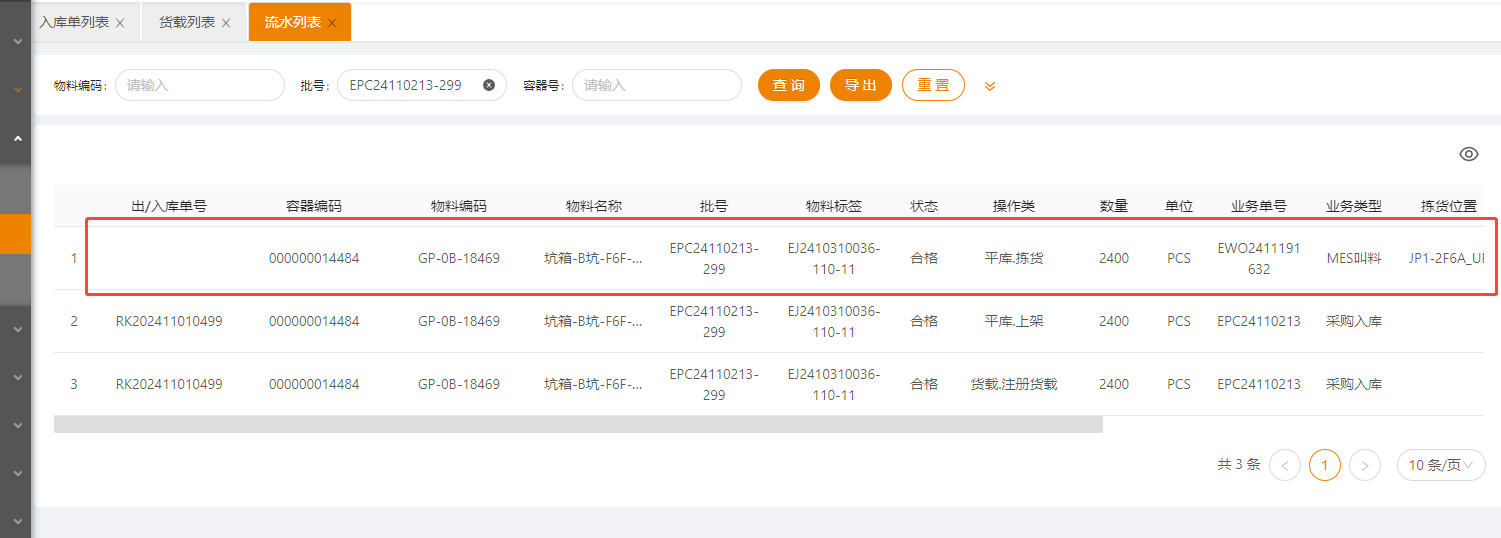 入库单列表 货载列表 流水列表
物料编码: 请输入 批号: EPC24110213-299 容器号: 请输入 查 询 导 出 重 置
出/入库单号 容器编码 物料编码 物料名称 批号 物料标签 状态 操作类 数量 单位 业务单号 业务类型 拣货位置
1 000000014484 GP-0B-18469 坑箱-B坑-F6F-... EPC24110213-299 EJ2410310036-110-11 合格 平库.拣货 2400 PCS EWO2411191632 MES叫料 JP1-2F6A_UI
2 RK202411010499 000000014484 GP-0B-18469 坑箱-B坑-F6F-... EPC24110213-299 EJ2410310036-110-11 合格 平库.上架 2400 PCS EPC24110213 采购入库
3 RK202411010499 000000014484 GP-0B-18469 坑箱-B坑-F6F-... EPC24110213-299 EJ2410310036-110-11 合格 货载.注册货载 2400 PCS EPC24110213 采购入库
共 3 条 1 10 条/页